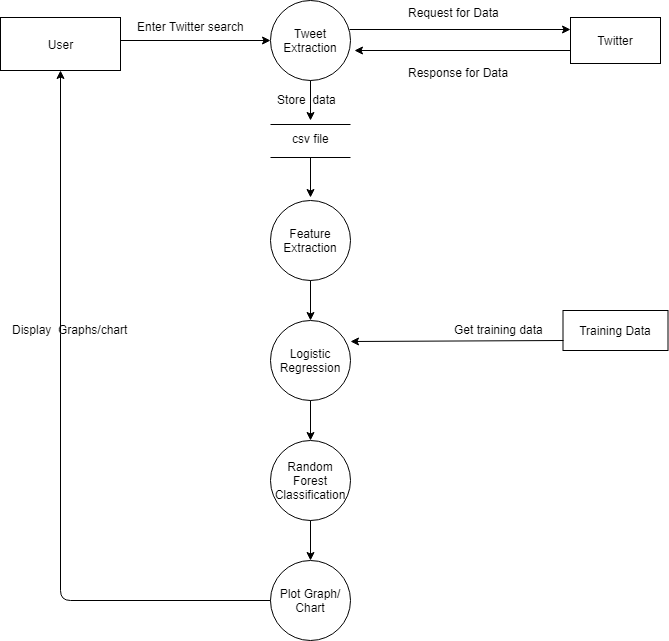 Request for Data
Enter Twitter search
User
Tweet
Extraction
Twitter
Response for Data
Store data
csv file
Feature
Extraction
Display Graphs/chart
Get training data
Training Data
Logistic
Regression
Random
Forest
Classification
Plot Graph/
Chart